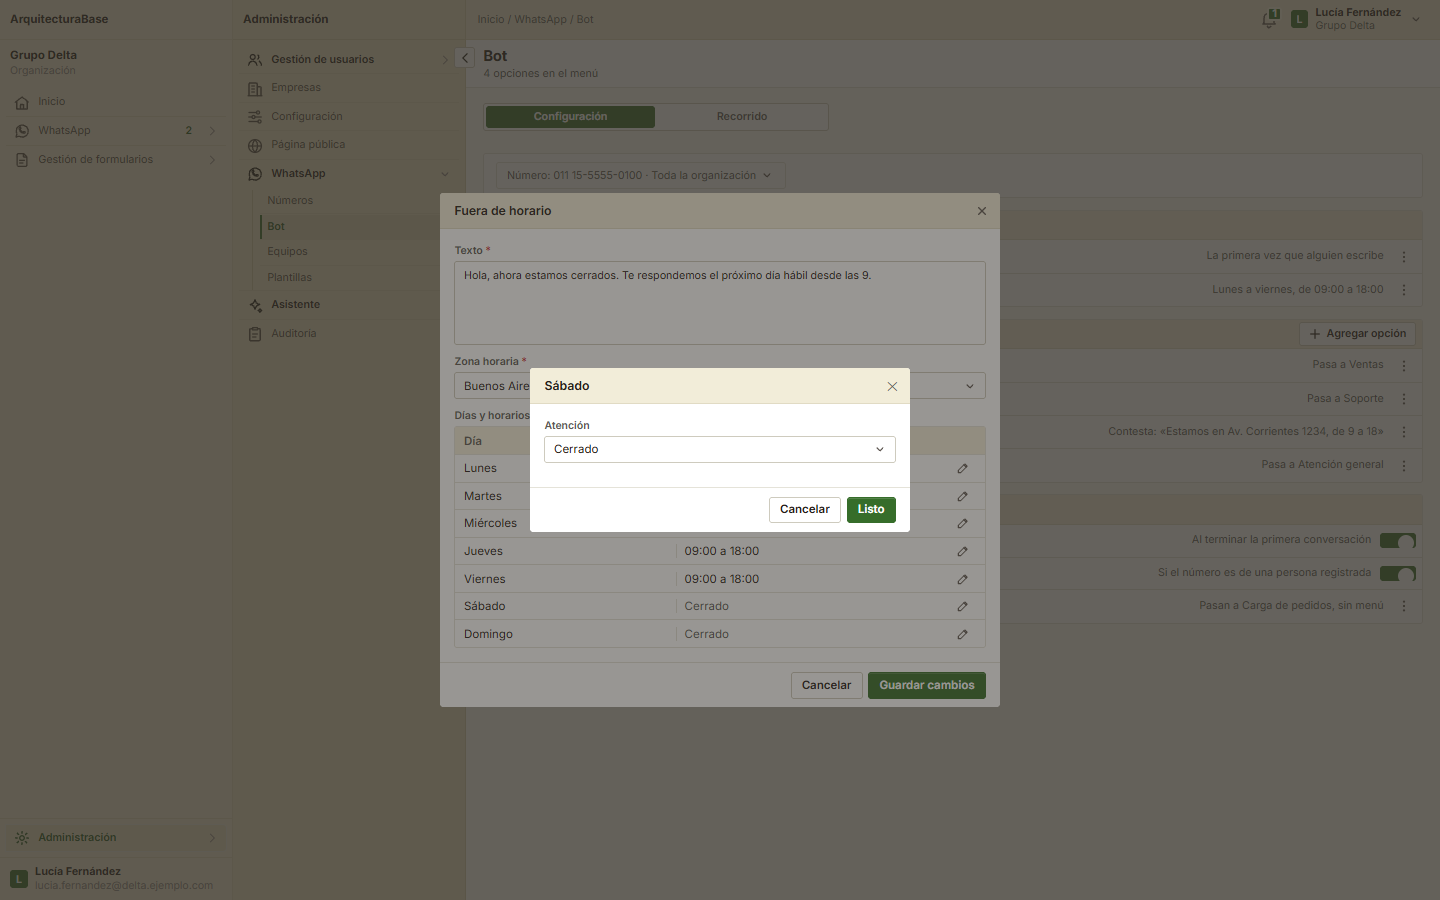 ArquitecturaBase
Grupo Delta
Organización
Inicio
WhatsApp 2
Gestión de formularios
Administración
L
Lucía Fernández
lucia.fernandez@delta.ejemplo.com
Administración
Gestión de usuarios
Empresas
Configuración
Página pública
WhatsApp
Números
Bot
Equipos
Plantillas
Asistente
Auditoría
Inicio / WhatsApp / Bot
1
L
Lucía Fernández
Grupo Delta
Bot
4 opciones en el menú
Configuración
Recorrido
Número: 011 15-5555-0100 · Toda la organización
La primera vez que alguien escribe
Lunes a viernes, de 09:00 a 18:00
Agregar opción
Pasa a Ventas
Pasa a Soporte
Contesta: «Estamos en Av. Corrientes 1234, de 9 a 18»
Pasa a Atención general
Al terminar la primera conversación
Si el número es de una persona registrada
Pasan a Carga de pedidos, sin menú
Fuera de horario
Texto *
Hola, ahora estamos cerrados. Te respondemos el próximo día hábil desde las 9.
Zona horaria *
Buenos Aire
Días y horarios
Día
Lunes
Martes
Miércoles
Jueves 09:00 a 18:00
Viernes 09:00 a 18:00
Sábado Cerrado
Domingo Cerrado
Cancelar
Guardar cambios
Sábado
Atención
Cerrado
Cancelar
Listo